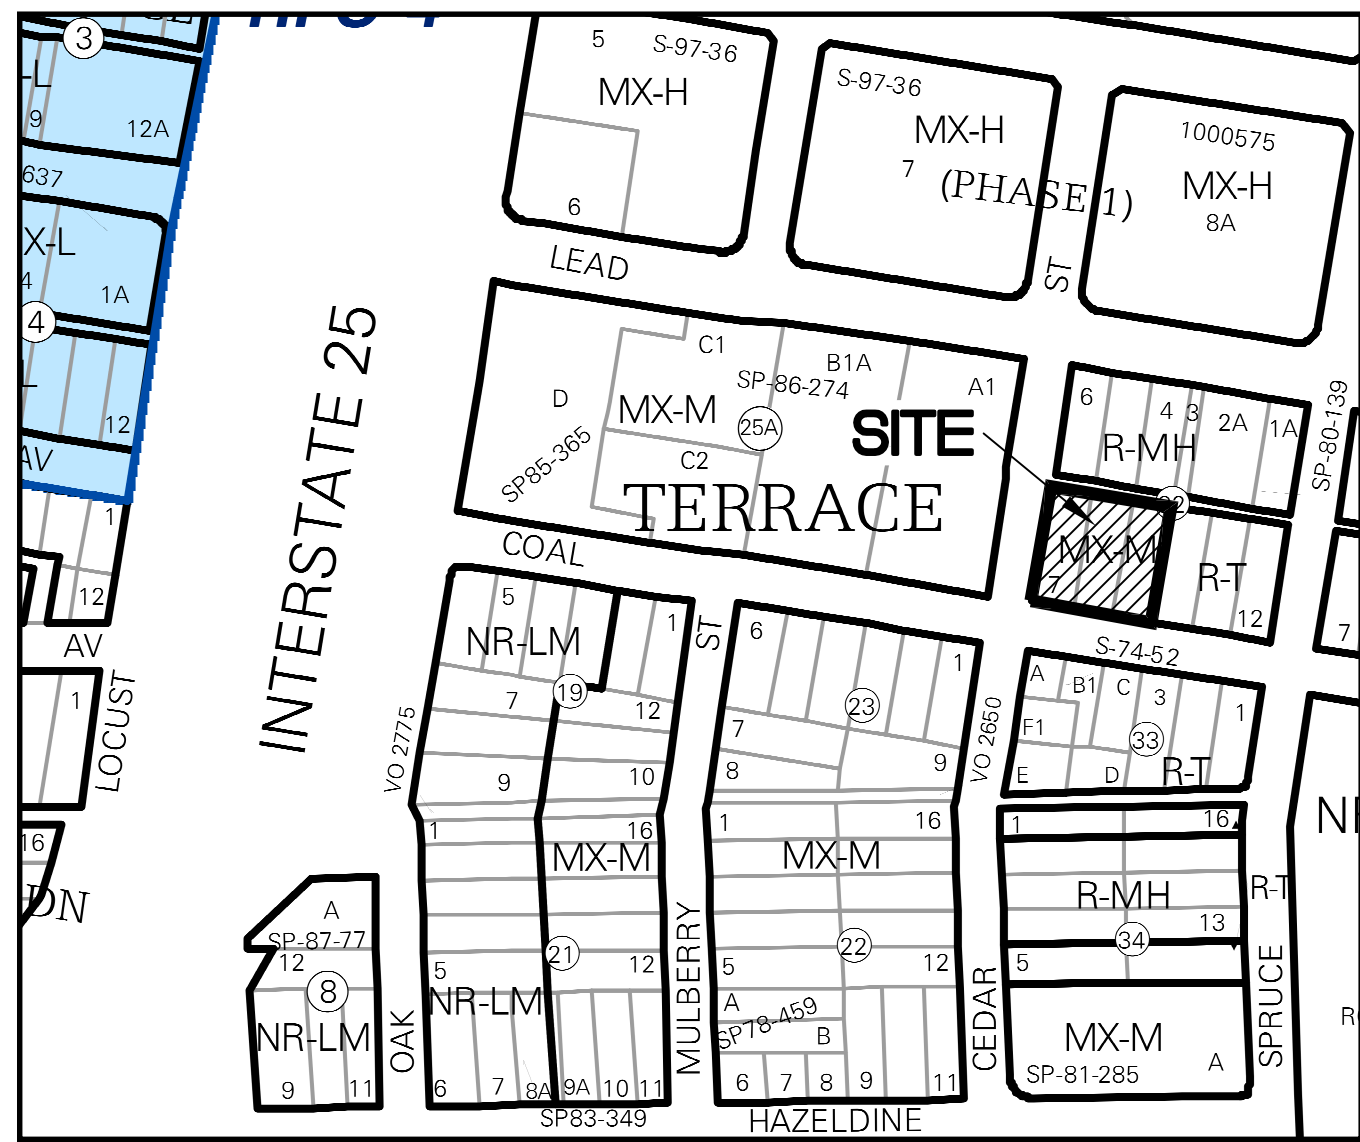 3
-L
9
12A
637
X-L
4
1A
4
L
12
AV
1
12
AV
1
LOCUST
16
DN
INTERSTATE 25
5
S-97-36
MX-H
6
S-97-36
MX-H
7
(PHASE 1)
1000575
MX-H
8A
LEAD
ST
C1
B1A
A1
SP-86-274
D
MX-M
25A
C2
SP85-365
SITE
TERRACE
6
4
3
2A
1A
R-MH
SP-80-139
MX-M
7
R-T
12
7
COAL
5
NR-LM
1
ST
19
7
12
9
10
VO 2775
6
1
23
7
8
9
VO 2650
S-74-52
A
B1
C
3
1
F1
33
E
D
R-T
1
16
MX-M
21
12
5
NR-LM
6
7
8A
9A
10
11
SP83-349
1
16
MX-M
22
5
12
A
SP78-459
B
6
7
8
9
11
HAZELDINE
1
16
R-MH
13
34
5
MX-M
SP-81-285
A
R-T
A
SP-87-77
12
8
NR-LM
9
11
OAK
MULBERRY
CEDAR
SPRUCE